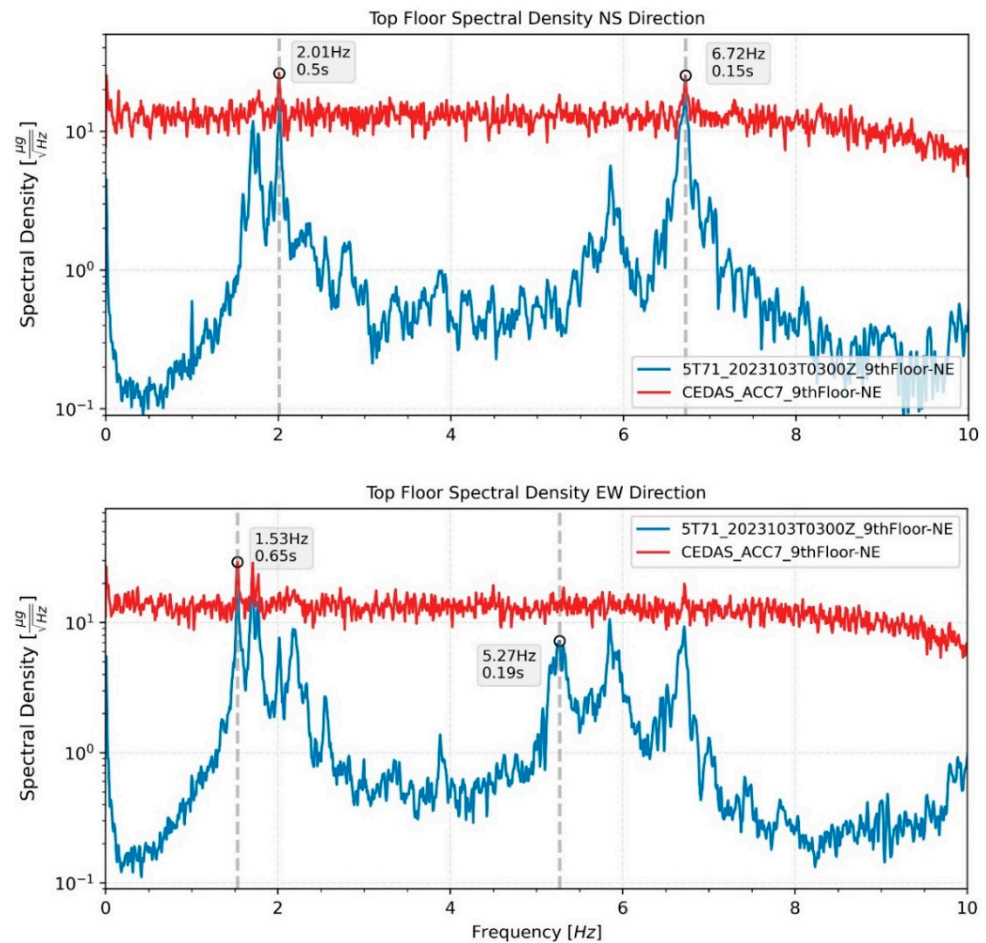 Top Floor Spectral Density NS Direction
2.01Hz
0.5s
6.72Hz
0.15s
Spectral Density [μg/√Hz]
10¹
10⁰
10⁻¹
5T71_2023103T0300Z_9thFloor-NE
CEDAS_ACC7_9thFloor-NE
0 2 4 6 8 10
Top Floor Spectral Density EW Direction
1.53Hz
0.65s
5T71_2023103T0300Z_9thFloor-NE
CEDAS_ACC7_9thFloor-NE
5.27Hz
0.19s
Spectral Density [μg/√Hz]
10¹
10⁰
10⁻¹
0 2 4 6 8 10
Frequency [Hz]